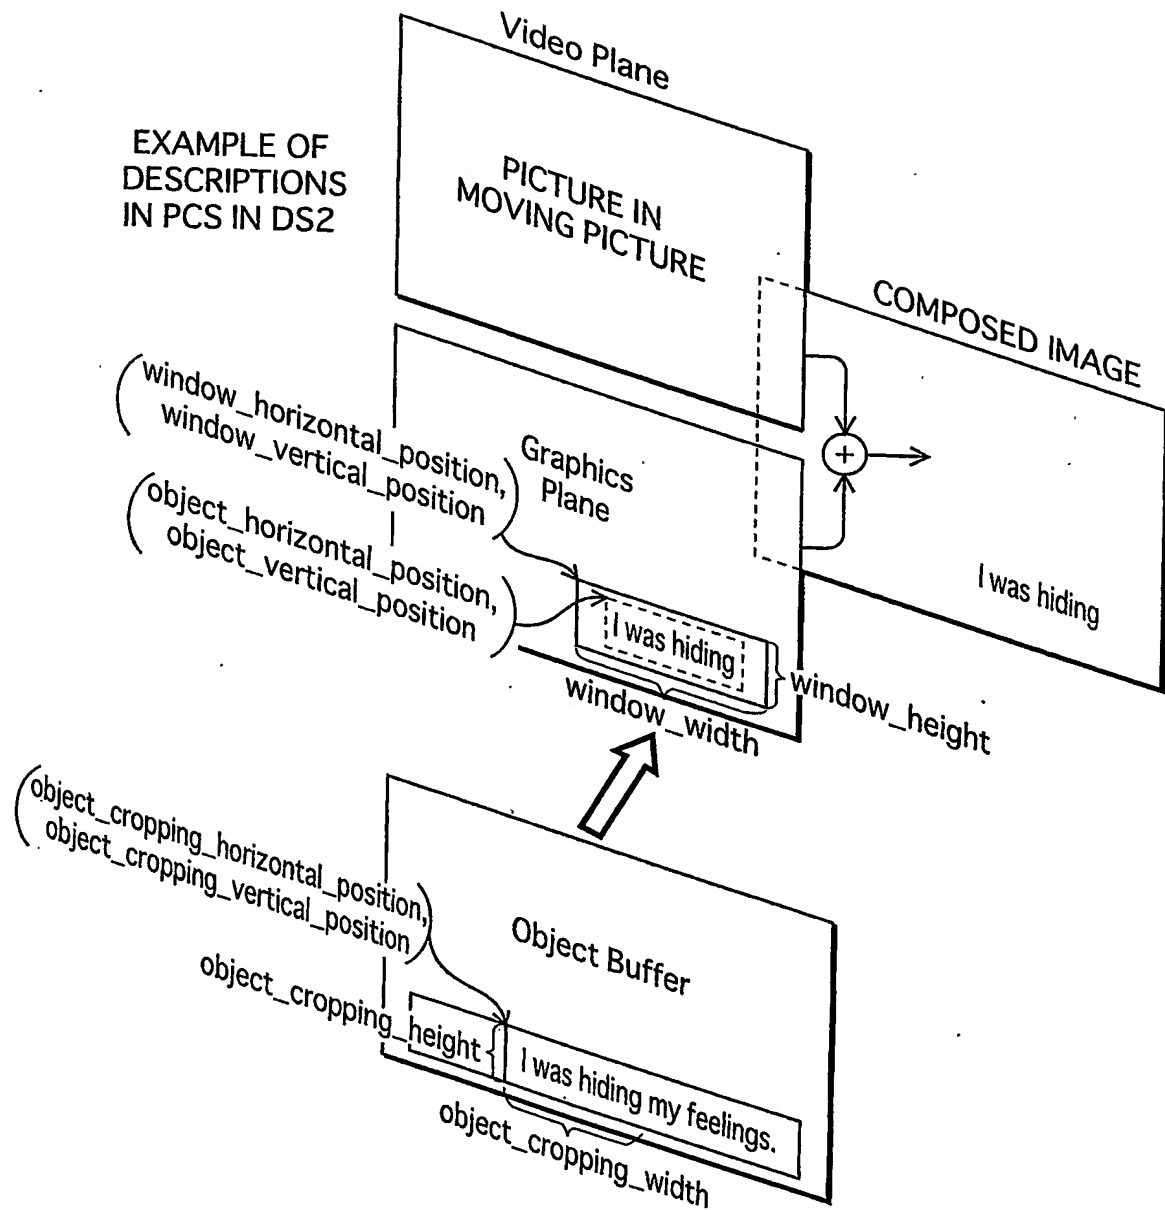 Video Plane
EXAMPLE OF
DESCRIPTIONS
IN PCS IN DS2
PICTURE IN
MOVING PICTURE
COMPOSED IMAGE
(window_horizontal_position,
window_vertical_position)
Graphics
Plane
(object_horizontal_position,
object_vertical_position)
+
I was hiding
I was hiding
window_height
window_width
(object_cropping_horizontal_position,
object_cropping_vertical_position)
Object Buffer
object_cropping_height
I was hiding my feelings.
object_cropping_width